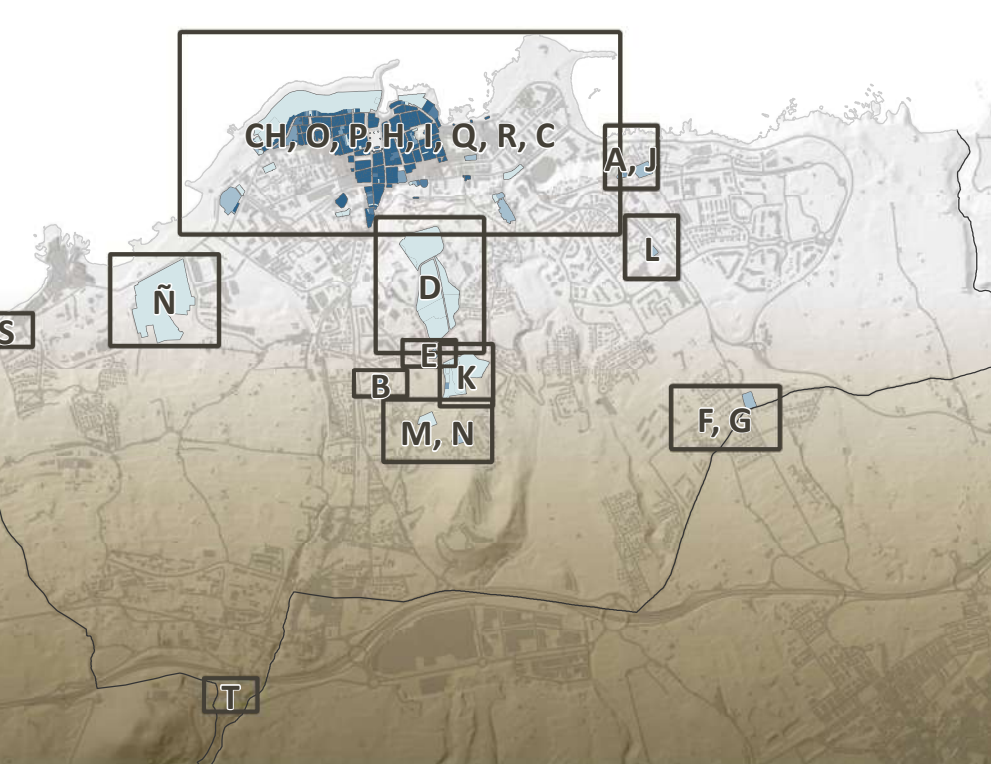 CH, O, P, H, I, Q, R, C
A, J
L
D
Ñ
S
E
K
B
F, G
M, N
T